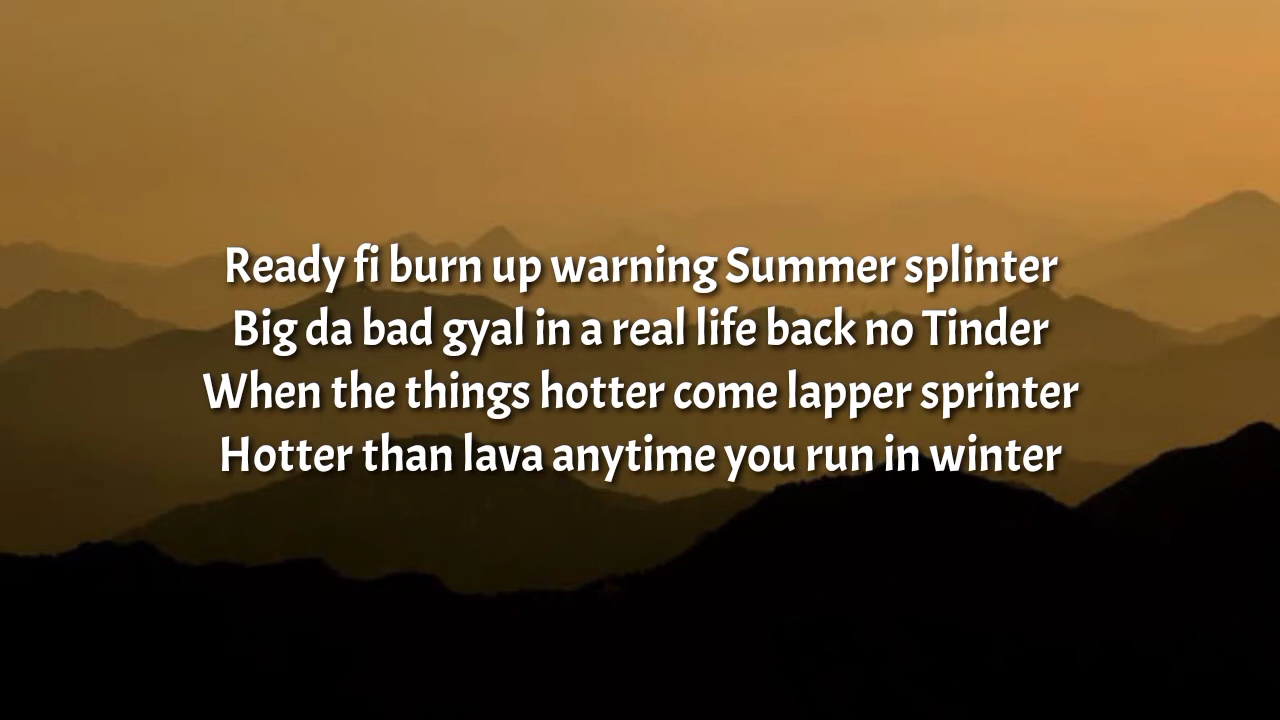 Ready fi burn up warning Summer splinter
Big da bad gyal in a real life back no Tinder
When the things hotter come lapper sprinter
Hotter than lava anytime you run in winter